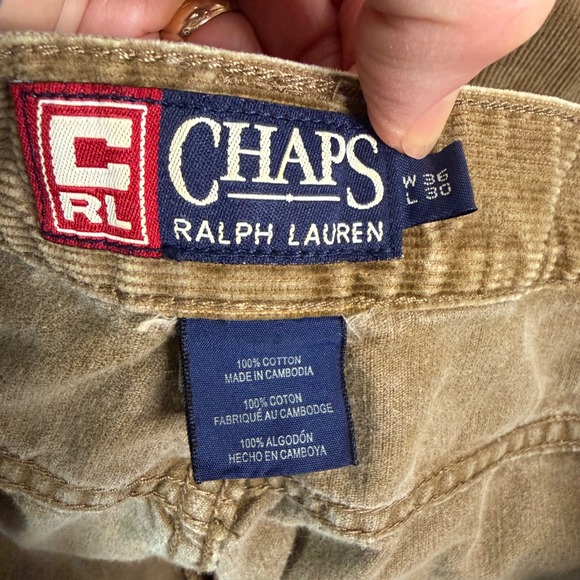 C
RL
CHAPS
RALPH LAUREN
W 36
L 30
100% COTTON
MADE IN CAMBODIA
100% COTON
FABRIQUÉ AU CAMBODGE
100% ALGODÓN
HECHO EN CAMBOYA